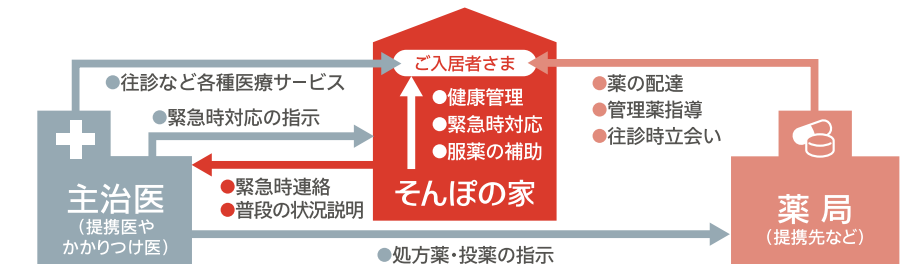 ご入居者さま
●往診など各種医療サービス
●健康管理
●緊急時対応
●服薬の補助
●薬の配達
●管理薬指導
●往診時立会い
●緊急時対応の指示
●緊急時連絡
●普段の状況説明
そんぽの家
主治医
（提携医や
かかりつけ医）
薬局
（提携先など）
●処方薬・投薬の指示